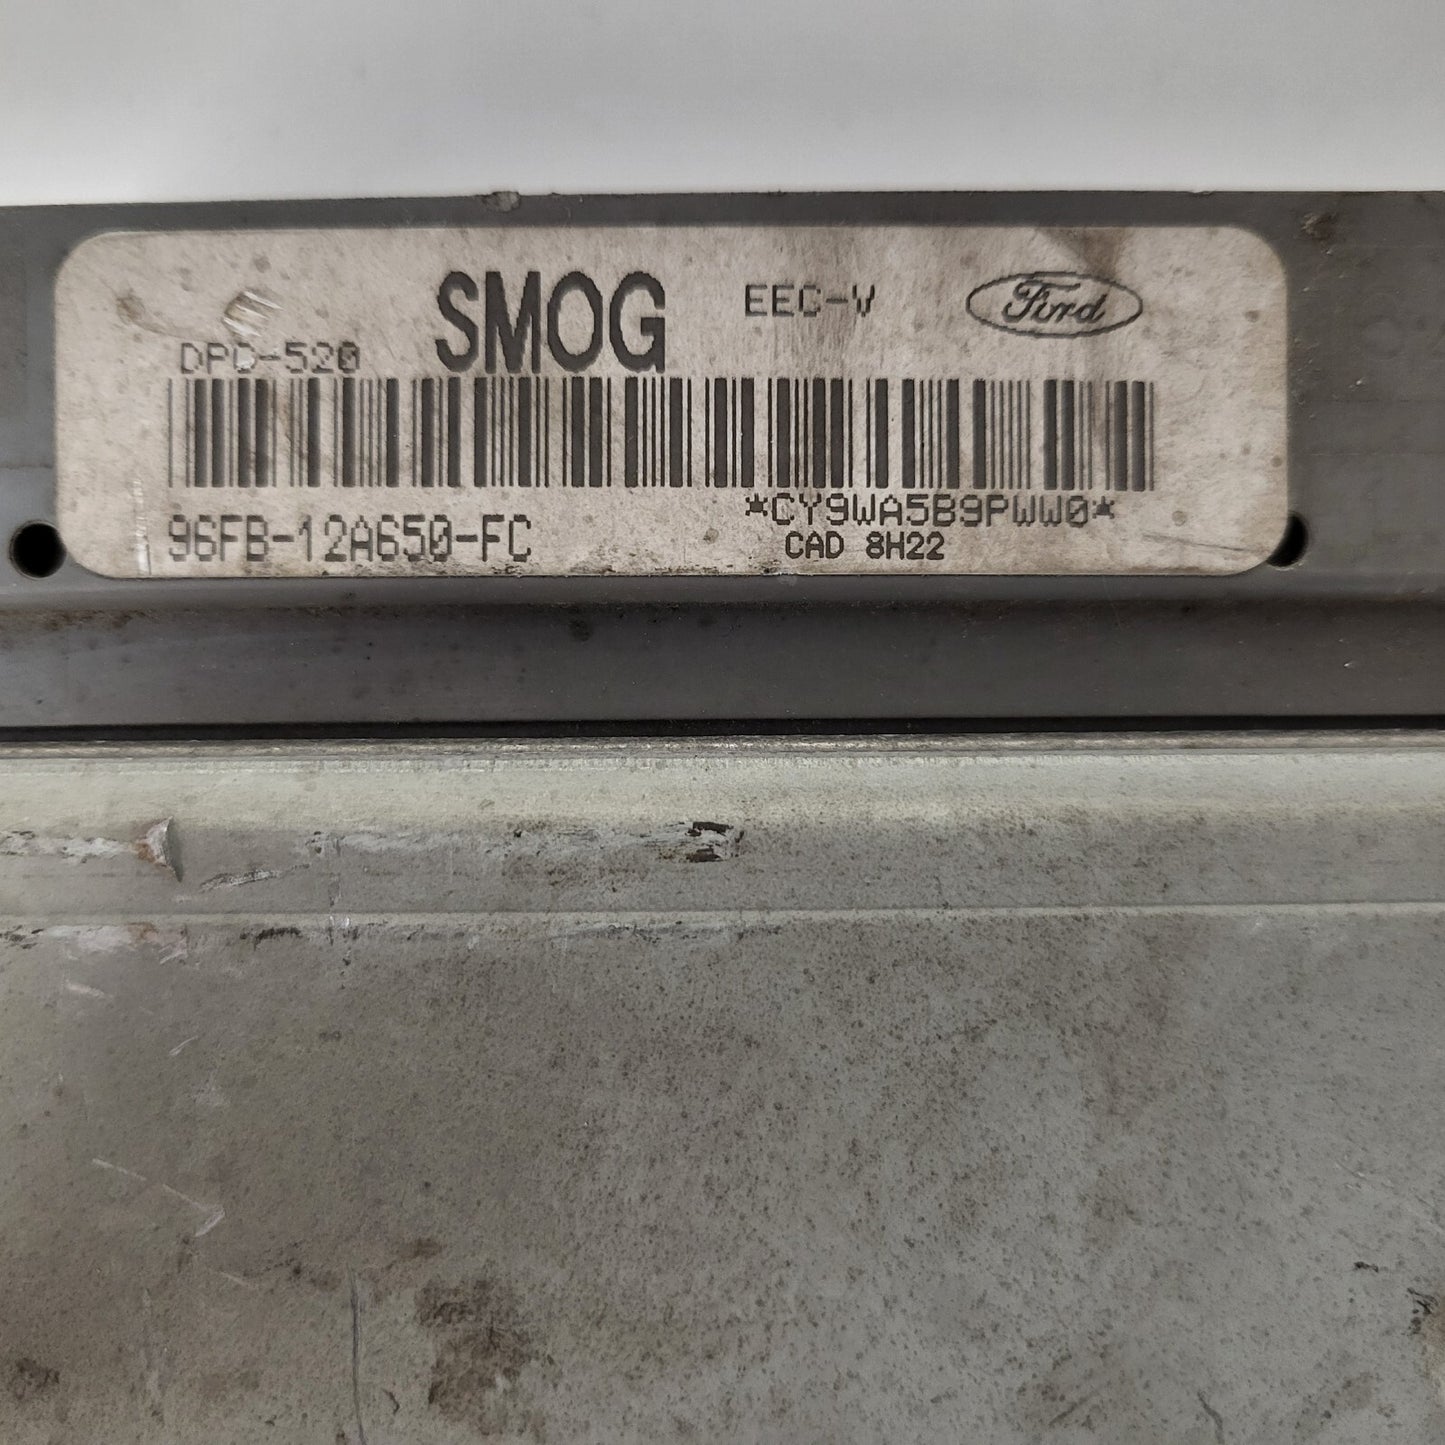 DPC-520 SMOG EEC-V Ford
96FB-12A650-FC *CY9WA5B9PWW0*
CAD 8H22